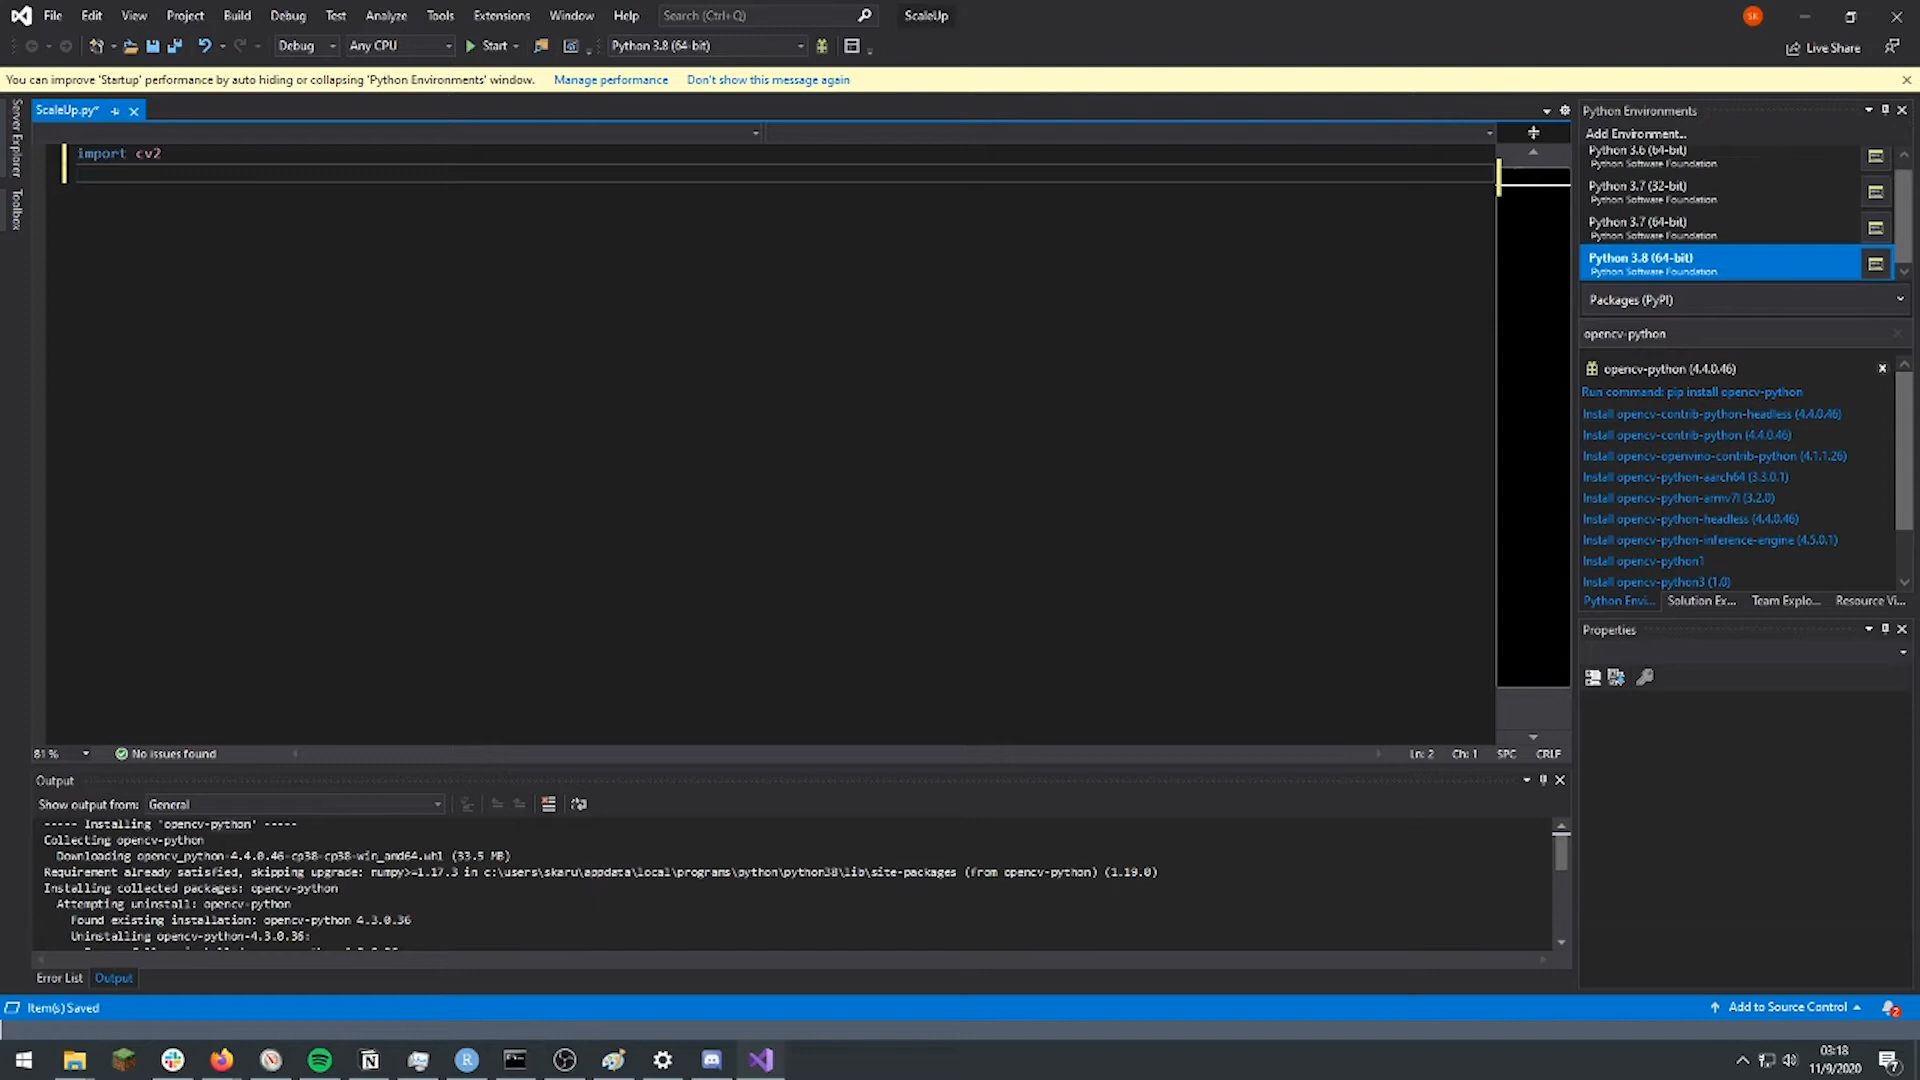 File Edit View Project Build Debug Test Analyze Tools Extensions Window Help Search (Ctrl+Q) ScaleUp SK
Debug Any CPU Start Python 3.8 (64-bit) Live Share
You can improve 'Startup' performance by auto hiding or collapsing 'Python Environments' window. Manage performance Don't show this message again
Server Explorer
Toolbox
ScaleUp.py*
import cv2
81 % No issues found Ln: 2 Ch: 1 SPC CRLF
Output
Show output from: General
----- Installing 'opencv-python' -----
Collecting opencv-python
Downloading opencv_python-4.4.0.46-cp38-cp38-win_amd64.whl (33.5 MB)
Requirement already satisfied, skipping upgrade: numpy>=1.17.3 in c:\users\skaru\appdata\local\programs\python\python38\lib\site-packages (from opencv-python) (1.19.0)
Installing collected packages: opencv-python
Attempting uninstall: opencv-python
Found existing installation: opencv-python 4.3.0.36
Uninstalling opencv-python-4.3.0.36:
Error List Output
Python Environments
Add Environment...
Python 3.6 (64-bit)
Python Software Foundation
Python 3.7 (32-bit)
Python Software Foundation
Python 3.7 (64-bit)
Python Software Foundation
Python 3.8 (64-bit)
Python Software Foundation
Packages (PyPI)
opencv-python
opencv-python (4.4.0.46)
Run command: pip install opencv-python
Install opencv-contrib-python-headless (4.4.0.46)
Install opencv-contrib-python (4.4.0.46)
Install opencv-openvino-contrib-python (4.1.1.26)
Install opencv-python-aarch64 (3.3.0.1)
Install opencv-python-armv7l (3.2.0)
Install opencv-python-headless (4.4.0.46)
Install opencv-python-inference-engine (4.5.0.1)
Install opencv-python1
Install opencv-python3 (1.0)
Python Envi... Solution Ex... Team Explo... Resource Vi...
Properties
Item(s) Saved Add to Source Control 2
03:18
11/9/2020
7